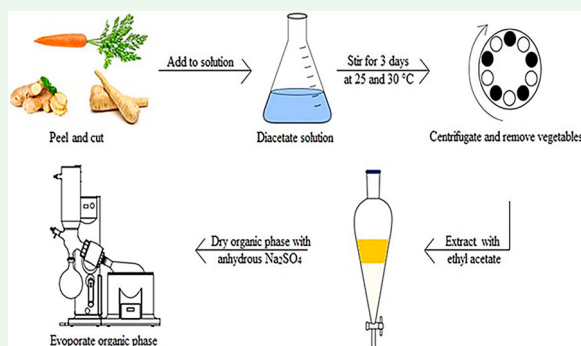 Add to solution
Stir for 3 days
at 25 and 30 °C
Peel and cut
Diacetate solution
Centrifugate and remove vegetables
Dry organic phase with
anhydrous Na₂SO₄
Extract with
ethyl acetate
Evoporate organic phase